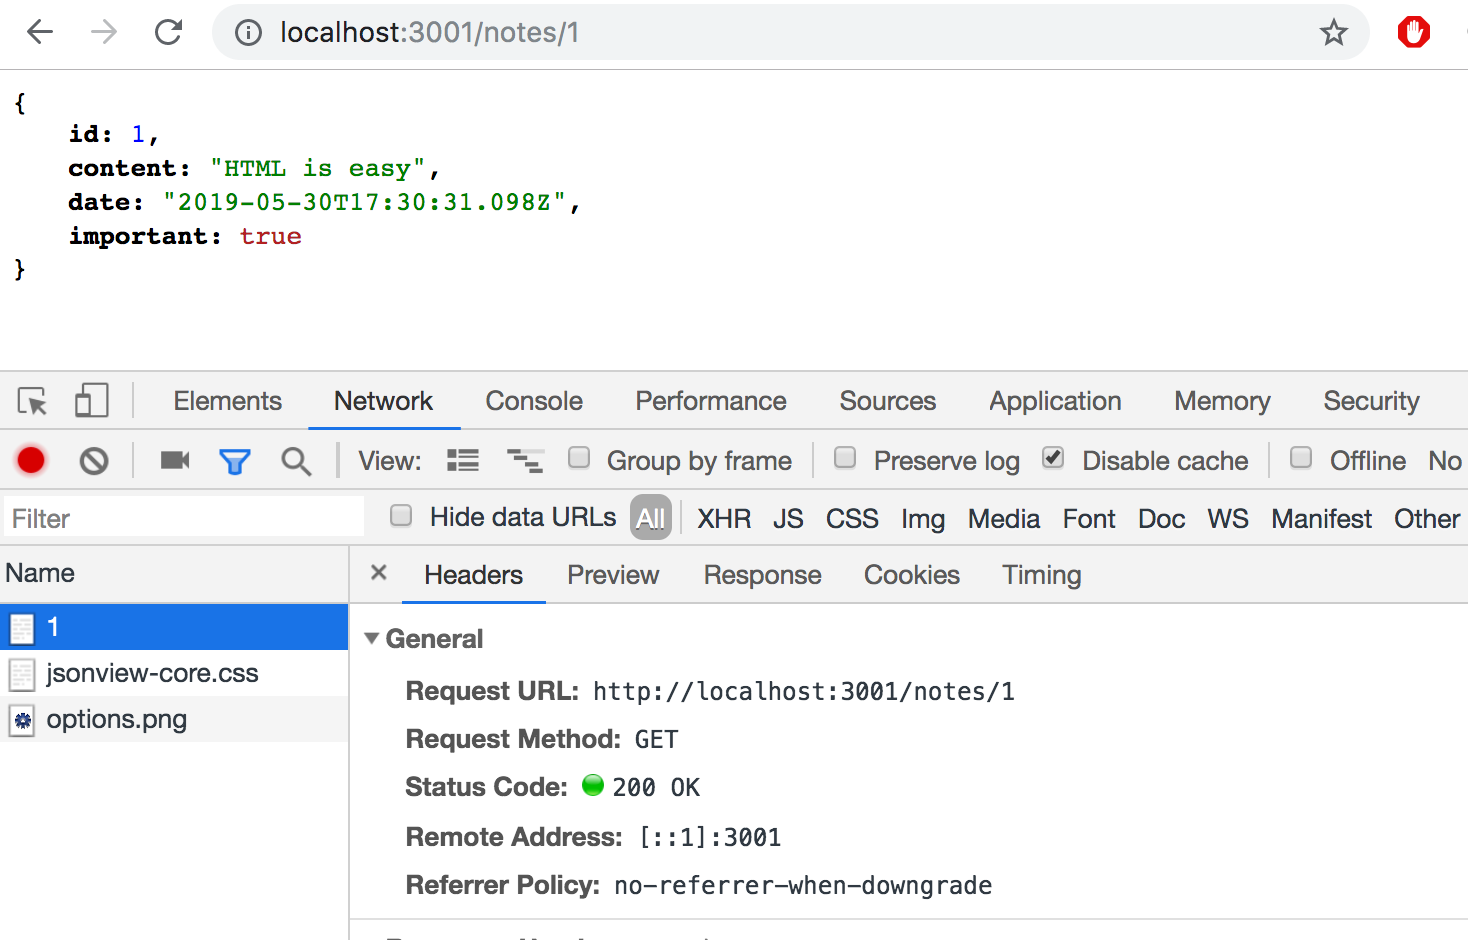 localhost:3001/notes/1
{
id: 1,
content: "HTML is easy",
date: "2019-05-30T17:30:31.098Z",
important: true
}
Elements Network Console Performance Sources Application Memory Security
View: Group by frame Preserve log Disable cache Offline No
Filter Hide data URLs All XHR JS CSS Img Media Font Doc WS Manifest Other
Name × Headers Preview Response Cookies Timing
1
jsonview-core.css
options.png
General
Request URL: http://localhost:3001/notes/1
Request Method: GET
Status Code: 200 OK
Remote Address: [::1]:3001
Referrer Policy: no-referrer-when-downgrade